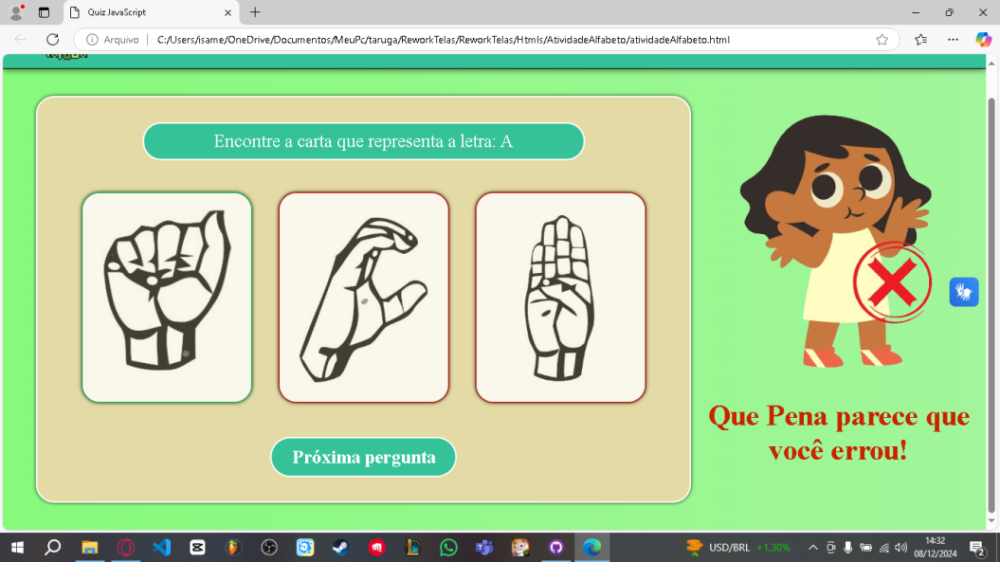 Quiz JavaScript
Arquivo
C:/Users/isame/OneDrive/Documentos/MeuPc/taruga/ReworkTelas/ReworkTelas/Htmls/AtividadeAlfabeto/atividadeAlfabeto.html
Encontre a carta que representa a letra: A
Próxima pergunta
Que Pena parece que
você errou!
USD/BRL +1.30%
14:32
08/12/2024
2